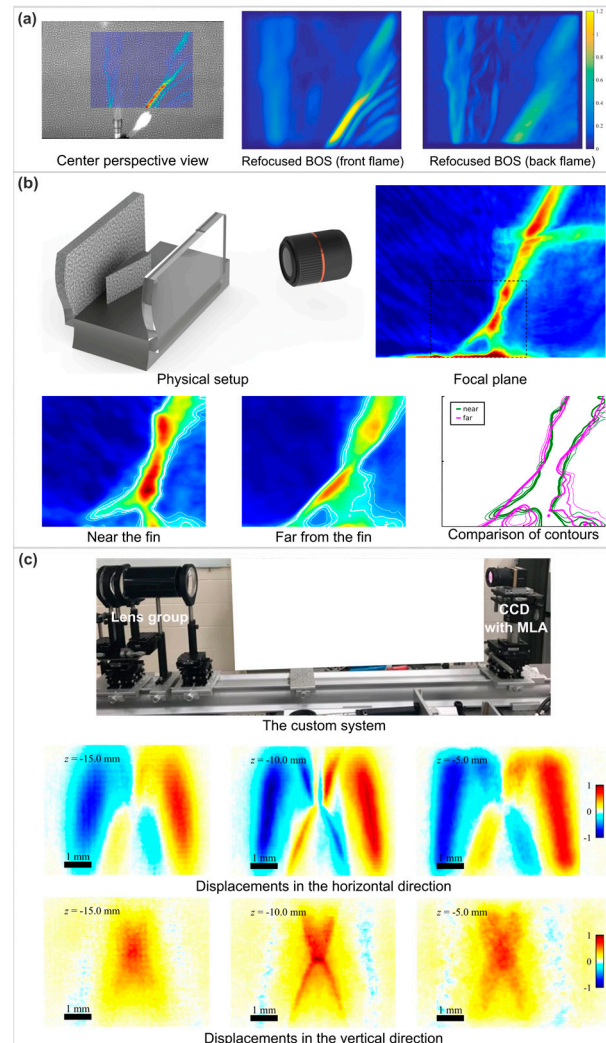 (a)
1.2
1
0.8
0.6
0.4
0.2
0
Center perspective view
Refocused BOS (front flame)
Refocused BOS (back flame)
(b)
Physical setup
Focal plane
near
far
Near the fin
Far from the fin
Comparison of contours
(c)
Lens group
CCD
with MLA
The custom system
z = -15.0 mm
z = -10.0 mm
z = -5.0 mm
1
0
-1
1 mm
1 mm
1 mm
Displacements in the horizontal direction
z = -15.0 mm
z = -10.0 mm
z = -5.0 mm
1
0
-1
1 mm
1 mm
1 mm
Displacements in the vertical direction